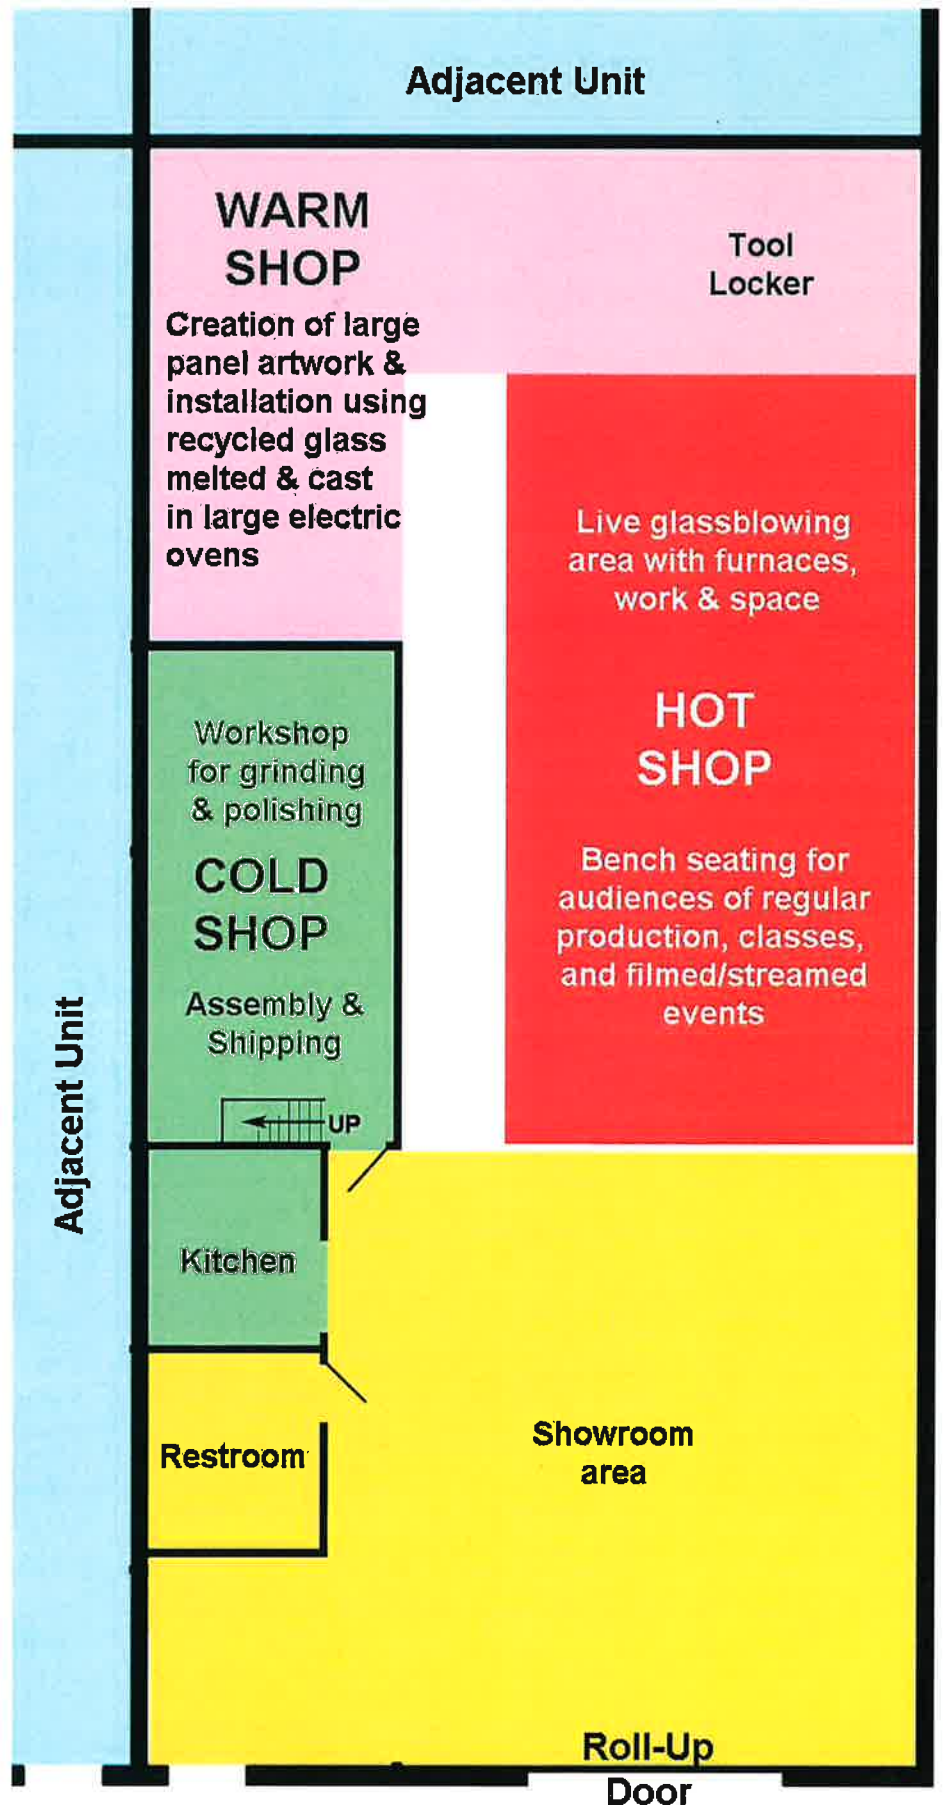 Adjacent Unit
WARM
SHOP
Creation of large
panel artwork &
installation using
recycled glass
melted & cast
in large electric
ovens
Tool
Locker
Live glassblowing
area with furnaces,
work & space
HOT
SHOP
Bench seating for
audiences of regular
production, classes,
and filmed/streamed
events
Workshop
for grinding
& polishing
COLD
SHOP
Assembly &
Shipping
UP
Adjacent Unit
Kitchen
Restroom
Showroom
area
Roll-Up
Door